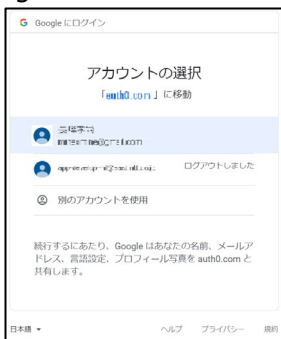 Google にログイン
アカウントの選択
「auth0.com」に移動
ログアウトしました
別のアカウントを使用
続行するにあたり、Google はあなたの名前、メールア
ドレス、言語設定、プロフィール写真を auth0.com と
共有します。
日本語 ヘルプ プライバシー 規約